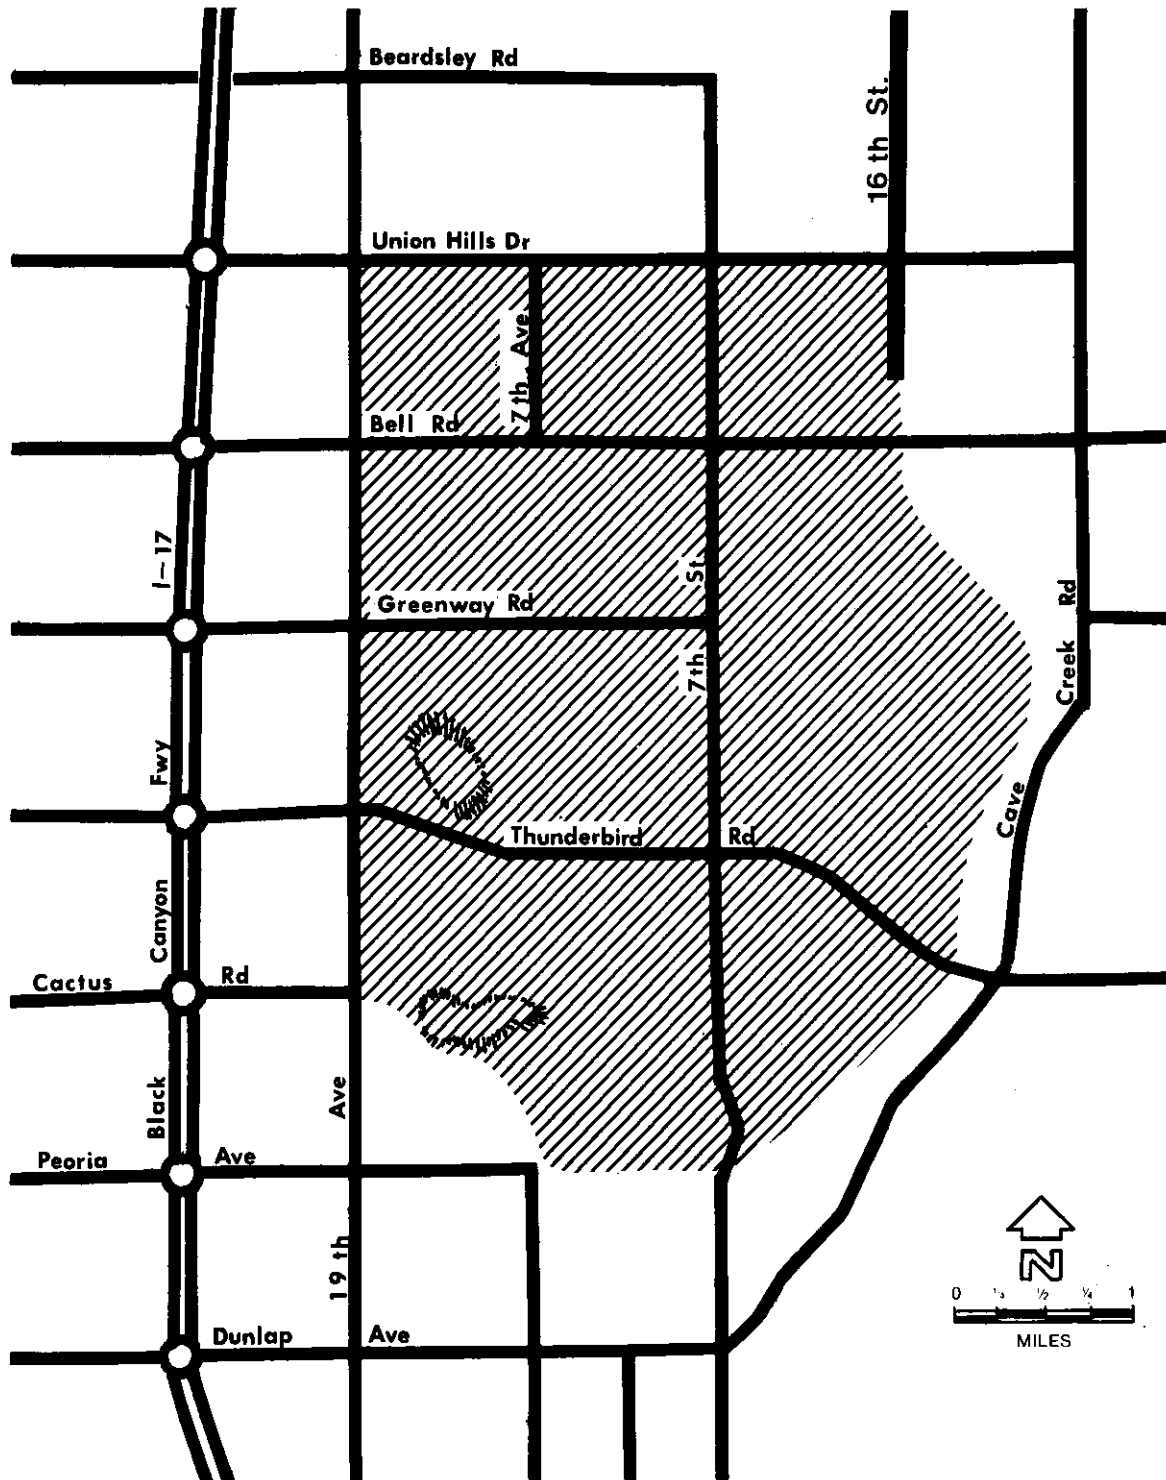 Beardsley Rd
16 th St.
Union Hills Dr
7 th Ave
Bell Rd
I-17
St
Greenway Rd
7th
Cave Creek Rd
Black Canyon Fwy
Thunderbird Rd
Cactus Rd
19 th Ave
Peoria Ave
N
0 ½ 1
MILES
Dunlap Ave